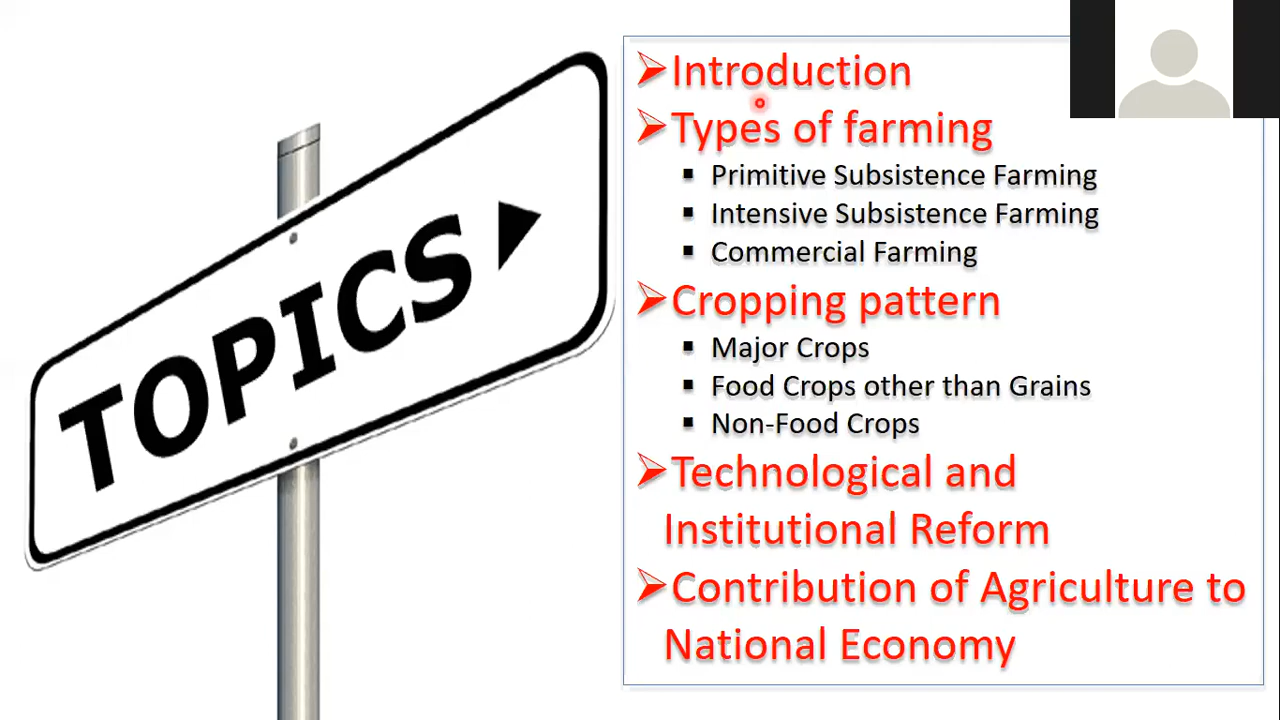 TOPICS
Introduction
Types of farming
Primitive Subsistence Farming
Intensive Subsistence Farming
Commercial Farming
Cropping pattern
Major Crops
Food Crops other than Grains
Non-Food Crops
Technological and
Institutional Reform
Contribution of Agriculture to
National Economy